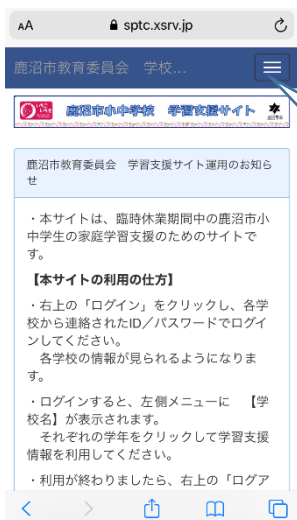 AA sptc.xsrv.jp
鹿沼市教育委員会　学校...
鹿沼市小中学校　学習支援サイト
鹿沼市教育委員会　学習支援サイト運用のお知ら
せ
・本サイトは、臨時休業期間中の鹿沼市小
中学生の家庭学習支援のためのサイトで
す。
【本サイトの利用の仕方】
・右上の「ログイン」をクリックし、各学
校から連絡されたID／パスワードでログイ
ンしてください。
　各学校の情報が見られるようになりま
す。
・ログインすると、左側メニューに　【学
校名】が表示されます。
　それぞれの学年をクリックして学習支援
情報を利用してください。
・利用が終わりましたら、右上の「ログア